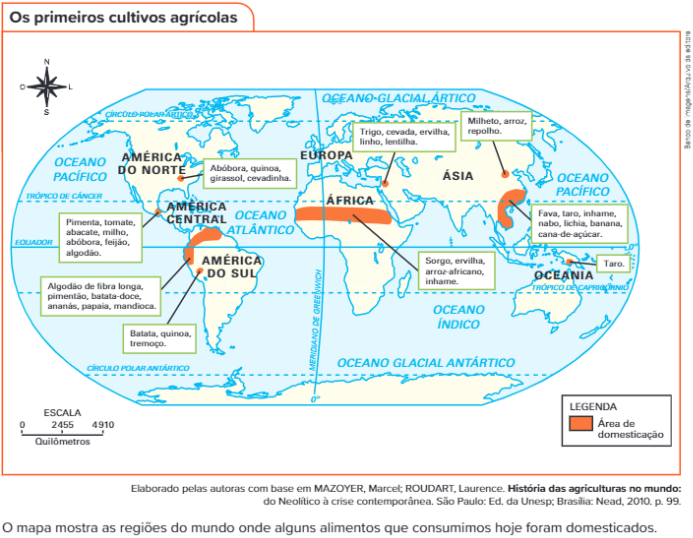 Os primeiros cultivos agrícolas
Banco de imagens/Arquivo da editora
N
O
L
S
OCEANO GLACIAL ÁRTICO
CÍRCULO POLAR ÁRTICO
Milheto, arroz,
repolho.
Trigo, cevada, ervilha,
linho, lentilha.
EUROPA
AMÉRICA
DO NORTE
OCEANO
PACÍFICO
Abóbora, quinoa,
girassol, cevadinha.
ÁSIA
OCEANO
PACÍFICO
TRÓPICO DE CÂNCER
ÁFRICA
AMÉRICA
CENTRAL
OCEANO
ATLÂNTICO
Pimenta, tomate,
abacate, milho,
abóbora, feijão,
algodão.
Fava, taro, inhame,
nabo, lichia, banana,
cana-de-açúcar.
EQUADOR
Sorgo, ervilha,
arroz-africano,
inhame.
Taro.
AMÉRICA
DO SUL
OCEANIA
TRÓPICO DE CAPRICÓRNIO
Algodão de fibra longa,
pimentão, batata-doce,
ananás, papaia, mandioca.
MERIDIANO DE GREENWICH
OCEANO
ÍNDICO
Batata, quinoa,
tremoço.
CÍRCULO POLAR ANTÁRTICO
OCEANO GLACIAL ANTÁRTICO
0°
ESCALA
0 2455 4910
Quilômetros
LEGENDA
Área de
domesticação
Elaborado pelas autoras com base em MAZOYER, Marcel; ROUDART, Laurence. História das agriculturas no mundo:
do Neolítico à crise contemporânea. São Paulo: Ed. da Unesp; Brasília: Nead, 2010. p. 99.
O mapa mostra as regiões do mundo onde alguns alimentos que consumimos hoje foram domesticados.